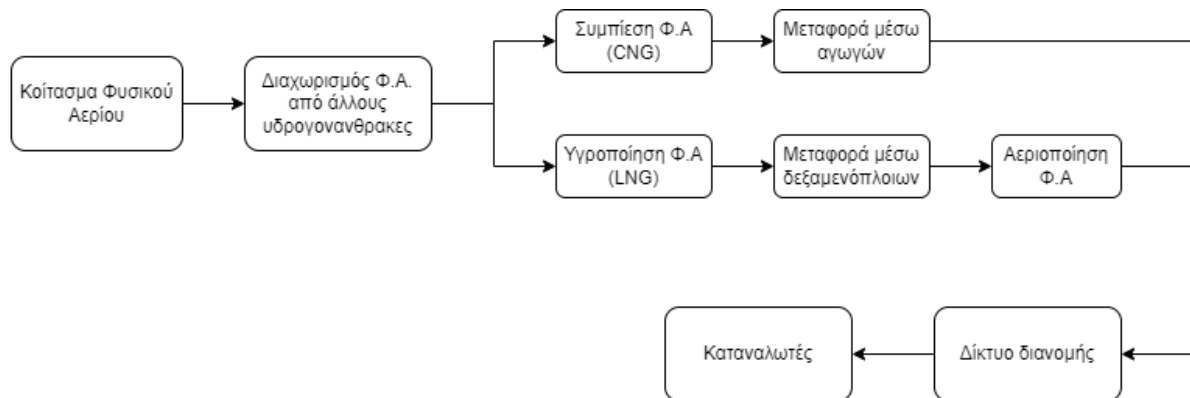 Κοίτασμα Φυσικού
Αερίου
Διαχωρισμός Φ.Α.
από άλλους
υδρογονανθρακες
Συμπίεση Φ.Α
(CNG)
Μεταφορά μέσω
αγωγών
Υγροποίηση Φ.Α
(LNG)
Μεταφορά μέσω
δεξαμενόπλοιων
Αεριοποίηση
Φ.Α
Δίκτυο διανομής
Καταναλωτές